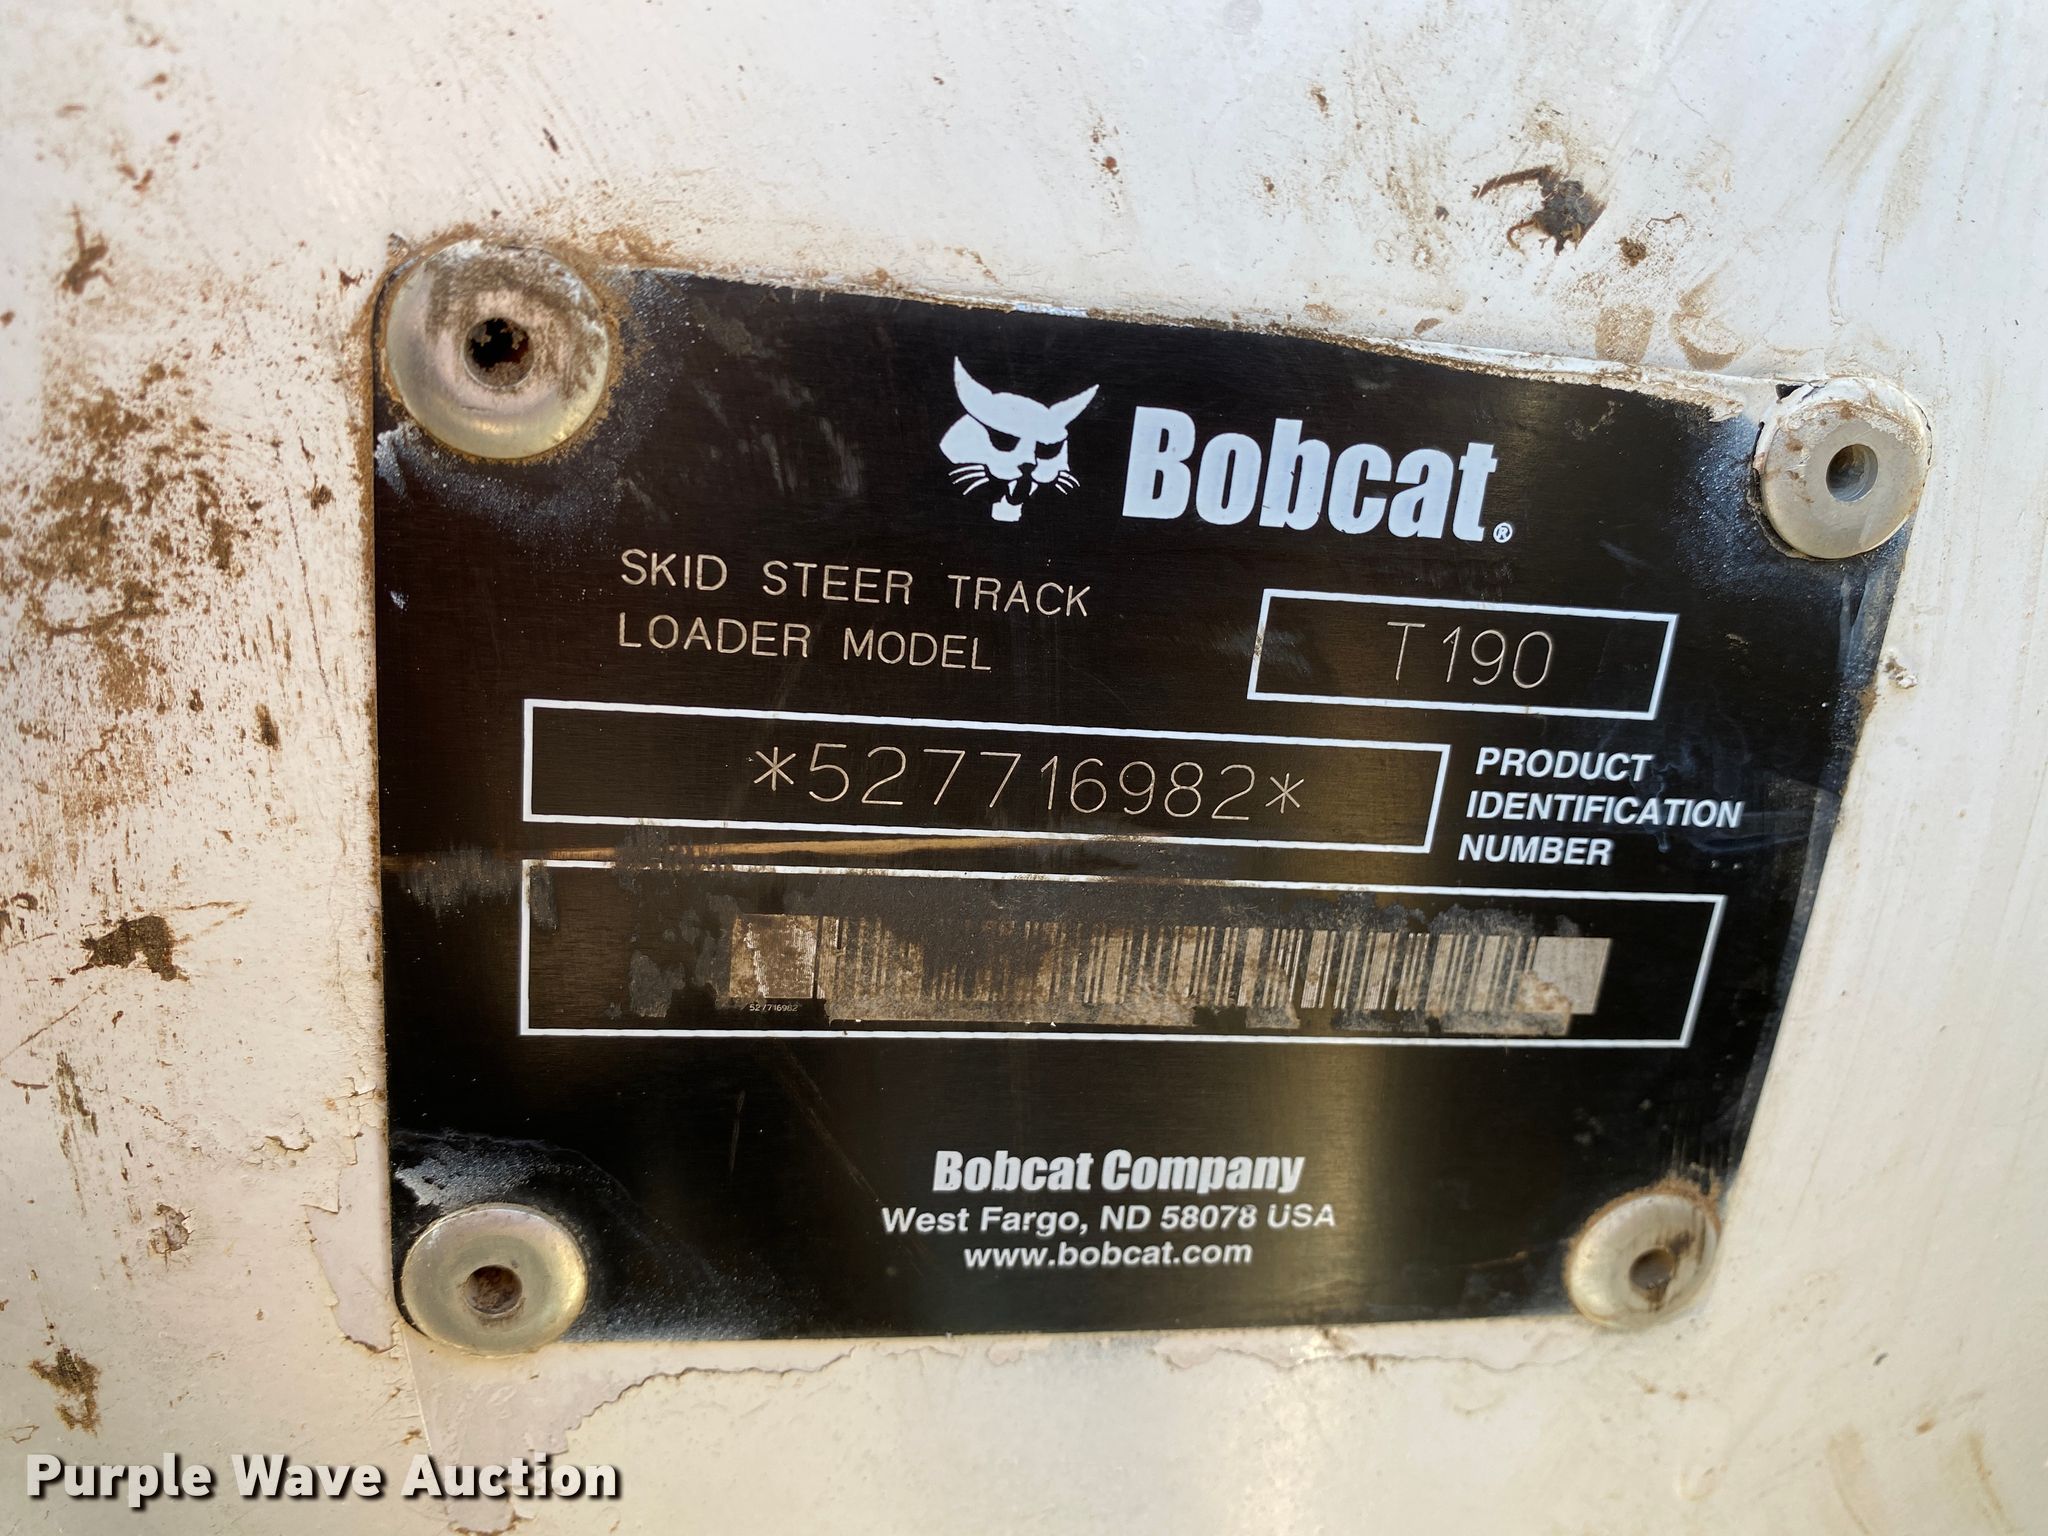 Bobcat®
SKID STEER TRACK
LOADER MODEL
T190
*527716982*
PRODUCT
IDENTIFICATION
NUMBER
527716982
Bobcat Company
West Fargo, ND 58078 USA
www.bobcat.com
Purple Wave Auction